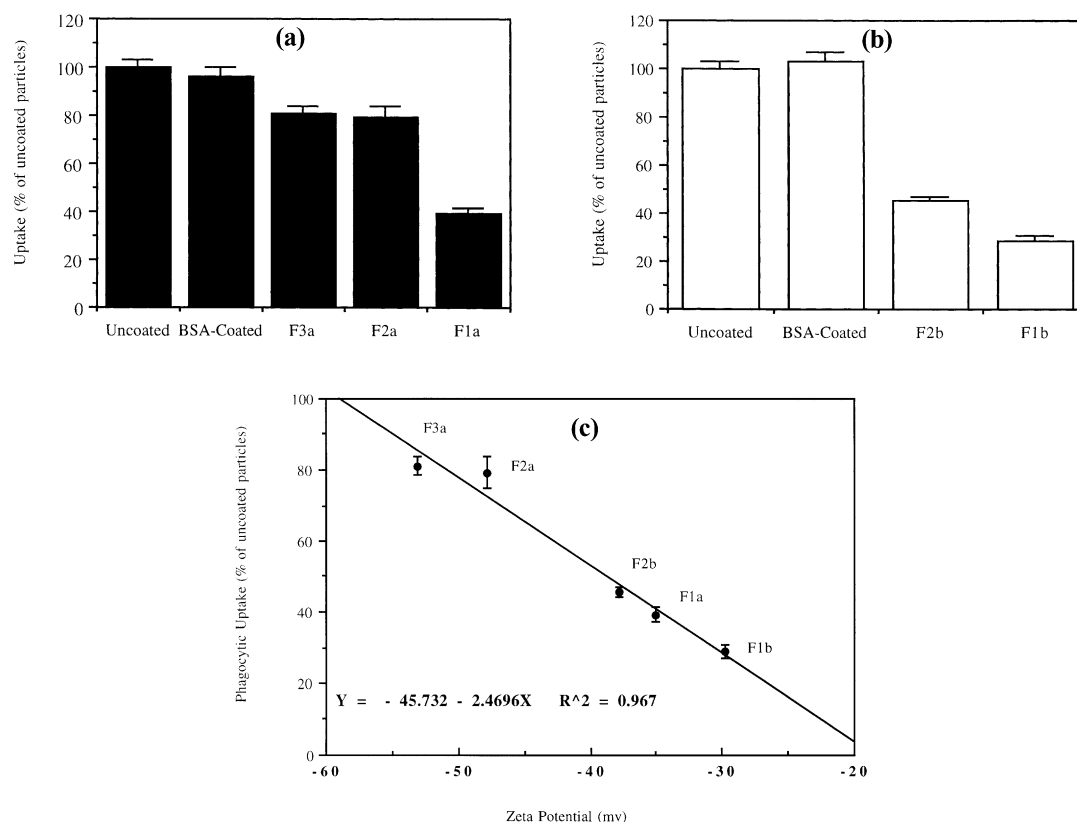 (a)
Uptake (% of uncoated particles)
120
100
80
60
40
20
0
Uncoated BSA-Coated F3a F2a F1a
(b)
Uptake (% of uncoated particles)
120
100
80
60
40
20
0
Uncoated BSA-Coated F2b F1b
(c)
Phagocytic Uptake (% of uncoated particles)
100
80
60
40
20
0
F3a
F2a
F2b
F1a
F1b
Y = - 45.732 - 2.4696X R^2 = 0.967
-60 -50 -40 -30 -20
Zeta Potential (mv)